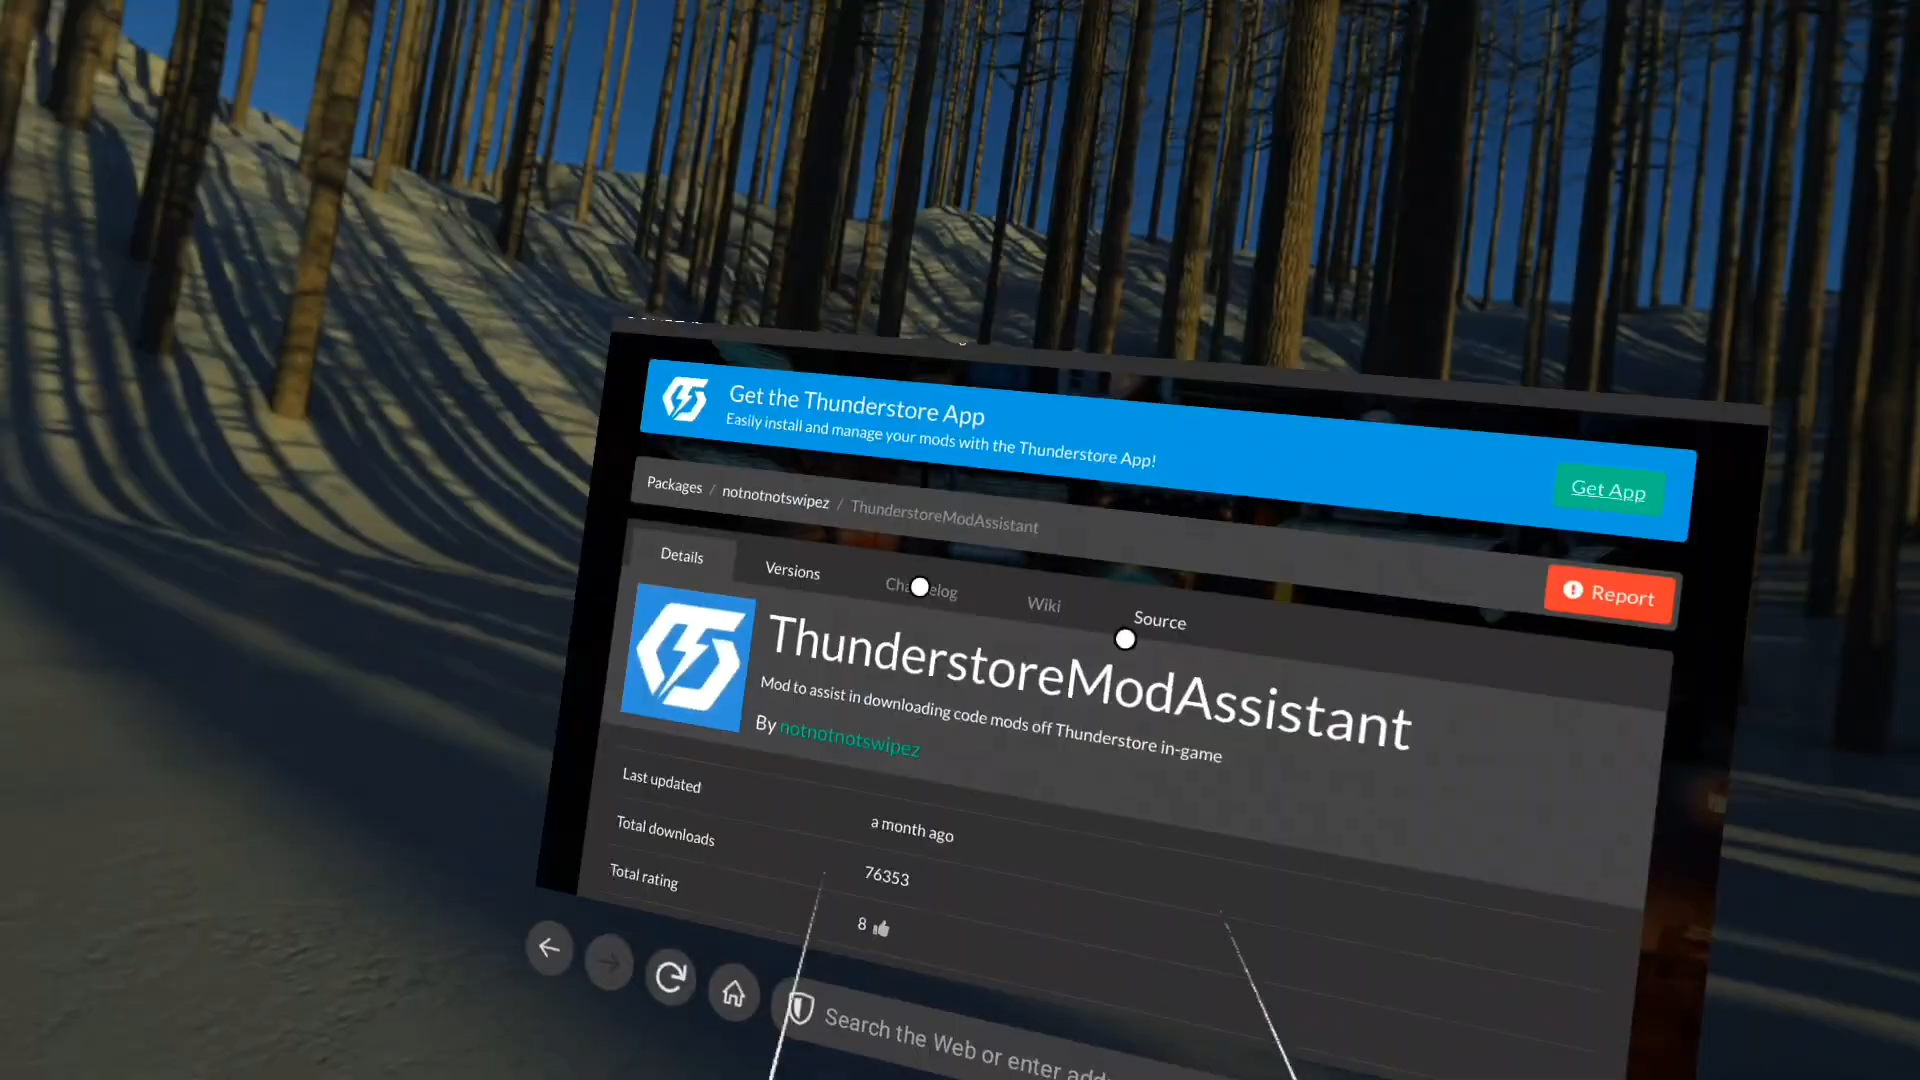 Get the Thunderstore App
Easily install and manage your mods with the Thunderstore App!
Get App
Packages / notnotnotswipez / ThunderstoreModAssistant
Report
Details
Versions
Wiki
Source
ThunderstoreModAssistant
Mod to assist in downloading code mods off Thunderstore in-game
By notnotnotswipez
Last updated
a month ago
Total downloads
76353
Total rating
8
Search the Web or enter